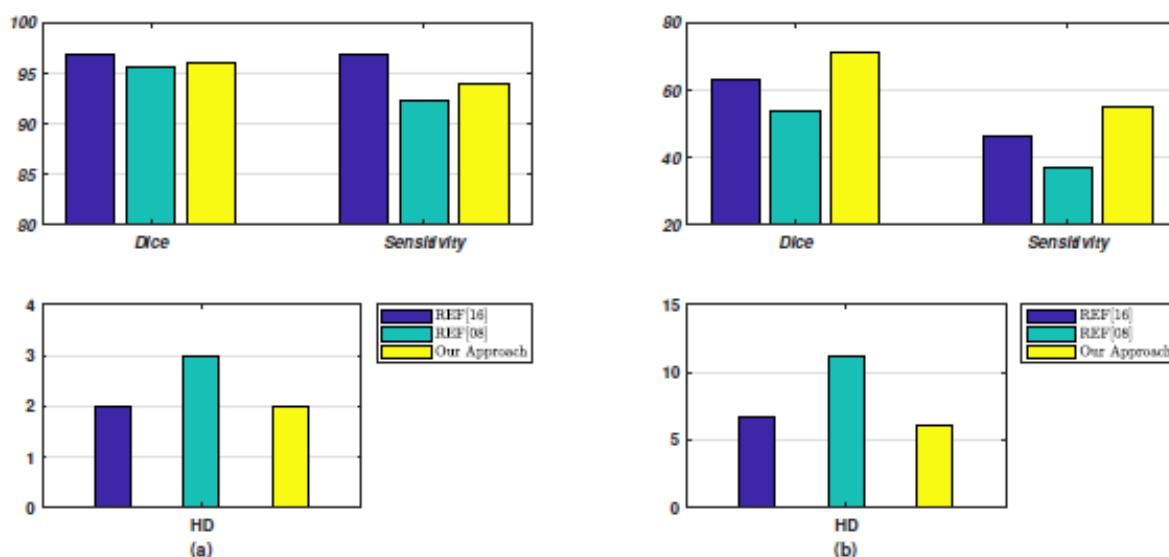 100
95
90
85
80
Dice
Sensitivity
80
60
40
20
Dice
Sensitivity
4
3
2
1
0
HD
(a)
REF[16]
REF[08]
Our Approach
15
10
5
0
HD
(b)
REF[16]
REF[08]
Our Approach